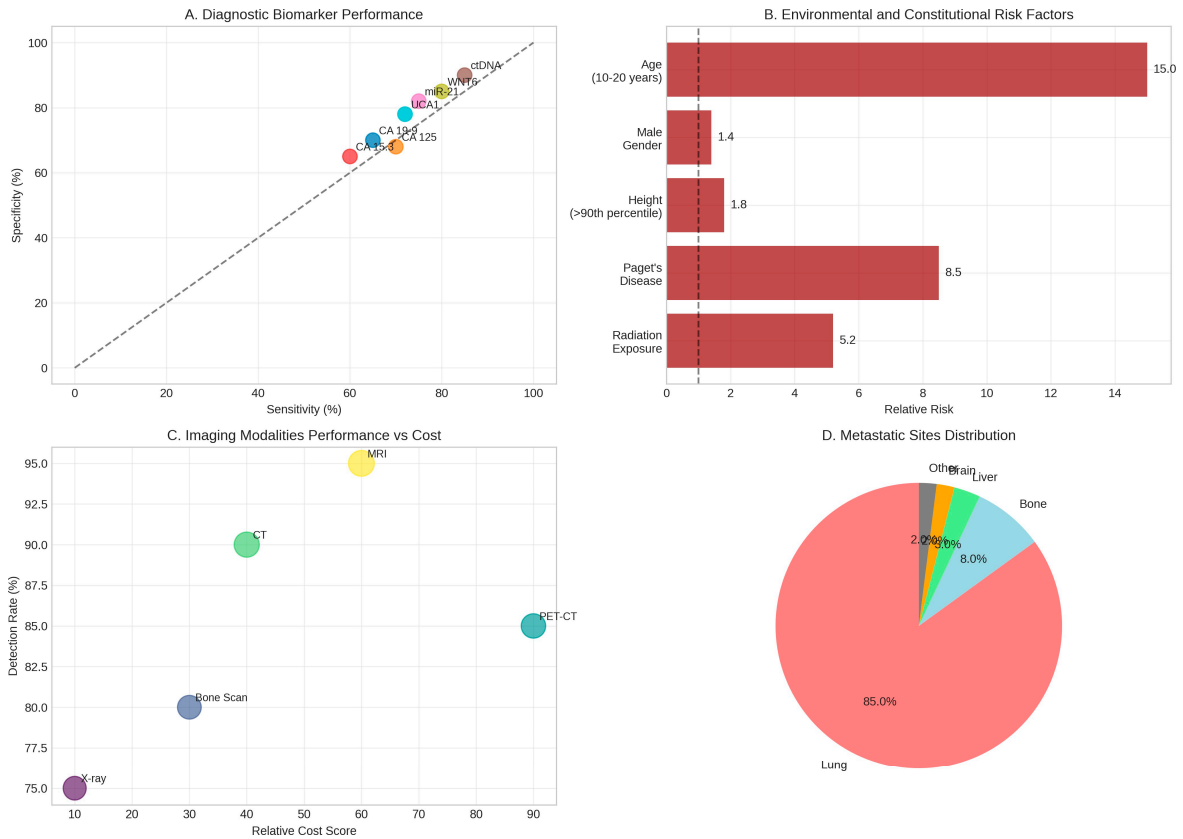 A. Diagnostic Biomarker Performance
100
80
60
40
20
0
Specificity (%)
ctDNA
WNT6
miR-21
UCA1
CA 19-9
CA 125
CA 15.3
0 20 40 60 80 100
Sensitivity (%)
B. Environmental and Constitutional Risk Factors
Age
(10-20 years)
15.0
Male
Gender
1.4
Height
(>90th percentile)
1.8
Paget's
Disease
8.5
Radiation
Exposure
5.2
0 2 4 6 8 10 12 14
Relative Risk
C. Imaging Modalities Performance vs Cost
95.0
92.5
90.0
87.5
85.0
82.5
80.0
77.5
75.0
Detection Rate (%)
MRI
CT
PET-CT
Bone Scan
X-ray
10 20 30 40 50 60 70 80 90
Relative Cost Score
D. Metastatic Sites Distribution
Other
Brain
Liver
Bone
2.0%
2.0%
3.0%
8.0%
85.0%
Lung